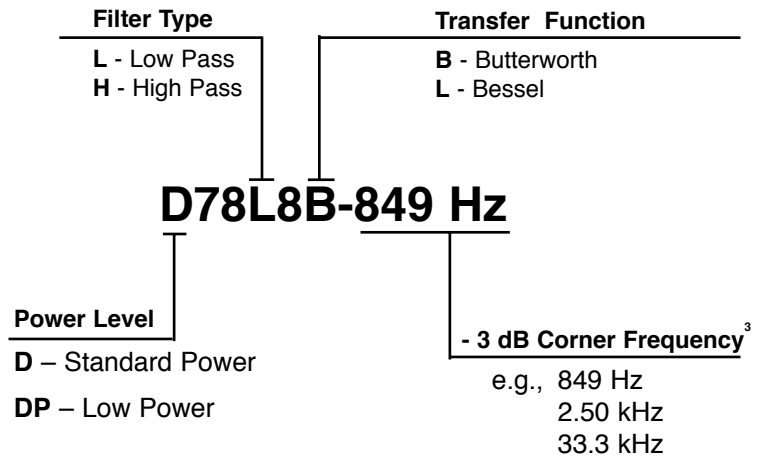 Filter Type
L - Low Pass
H - High Pass
Transfer Function
B - Butterworth
L - Bessel
D78L8B-849 Hz
Power Level
D – Standard Power
DP – Low Power
- 3 dB Corner Frequency³
e.g., 849 Hz
2.50 kHz
33.3 kHz